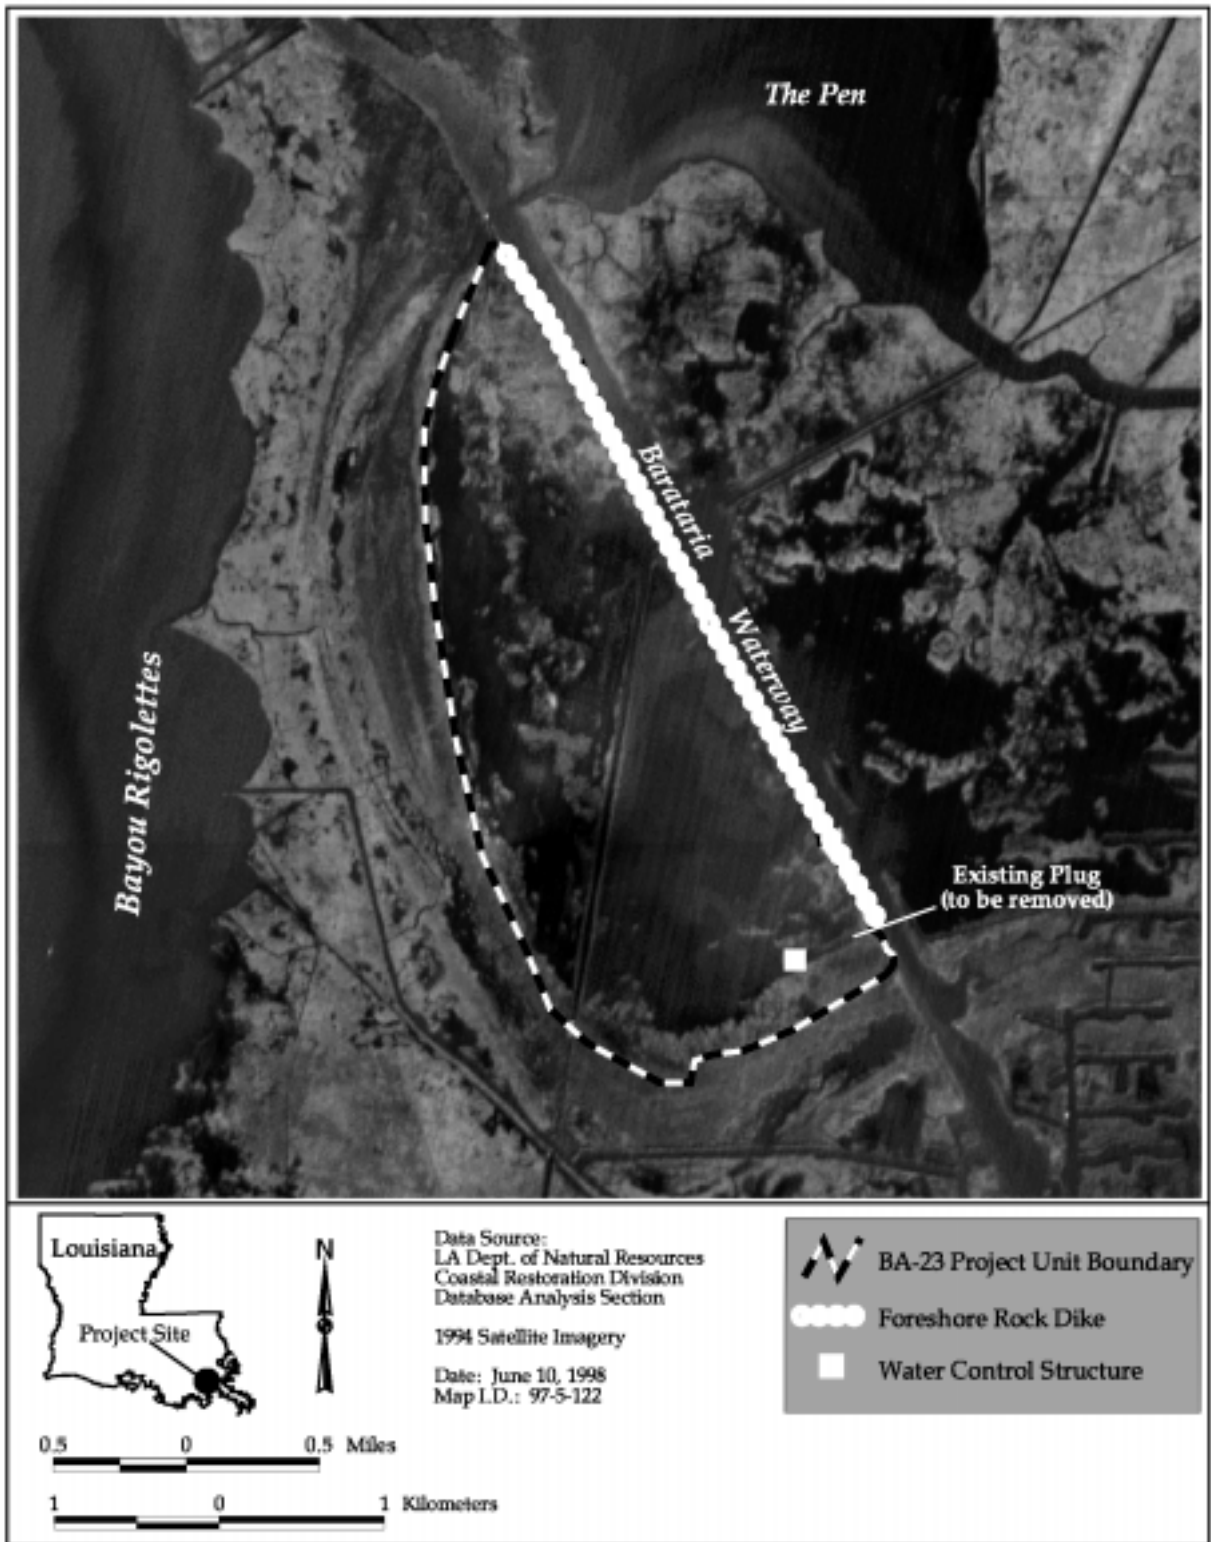 The Pen
Barataria
Waterway
Bayou Rigolettes
Existing Plug
(to be removed)
Louisiana
Project Site
N
Data Source:
LA Dept. of Natural Resources
Coastal Restoration Division
Database Analysis Section
1994 Satellite Imagery
Date: June 10, 1998
Map I.D.: 97-5-122
BA-23 Project Unit Boundary
Foreshore Rock Dike
Water Control Structure
0.5 0 0.5 Miles
1 0 1 Kilometers